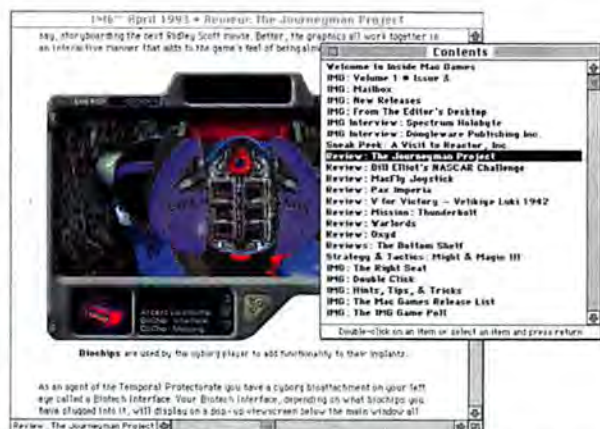 IMG™ April 1993 • Review: The Journeyman Project
say, storyboarding the next Ridley Scott movie. Better, the graphics all work together in
an interactive manner that adds to the game's feel of being
Contents
Welcome to Inside Mac Games
IMG: Volume 1 • Issue 3
IMG: Mailbox
IMG: New Releases
IMG: From The Editor's Desktop
IMG Interview: Spectrum Holobyte
IMG Interview: Dongleware Publishing Inc.
Sneak Peek: A Visit to Reactor, Inc
Review: The Journeyman Project
Review: Bill Elliot's NASCAR Challenge
Review: MacFly Joystick
Review: Pax Imperia
Review: V for Victory – Velikiye Luki 1942
Review: Mission: Thunderbolt
Review: Warlords
Review: Oxyd
Reviews: The Bottom Shelf
Strategy & Tactics: Might & Magic III
IMG: The Right Seat
IMG: Double Click
IMG: Hints, Tips, & Tricks
IMG: The Mac Games Release List
IMG: The IMG Game Poll
Double-click on an item or select an item and press return
Biochips are used by the cyborg player to add functionality to their implants.
As an agent of the Temporal Protectorate you have a cyborg bioattachment on your left
eye called a Biotech Interface. Your Biotech Interface, depending on what biochips you
have plugged into it, will display on a pop-up viewscreen below the main window all
Review: The Journeyman Project